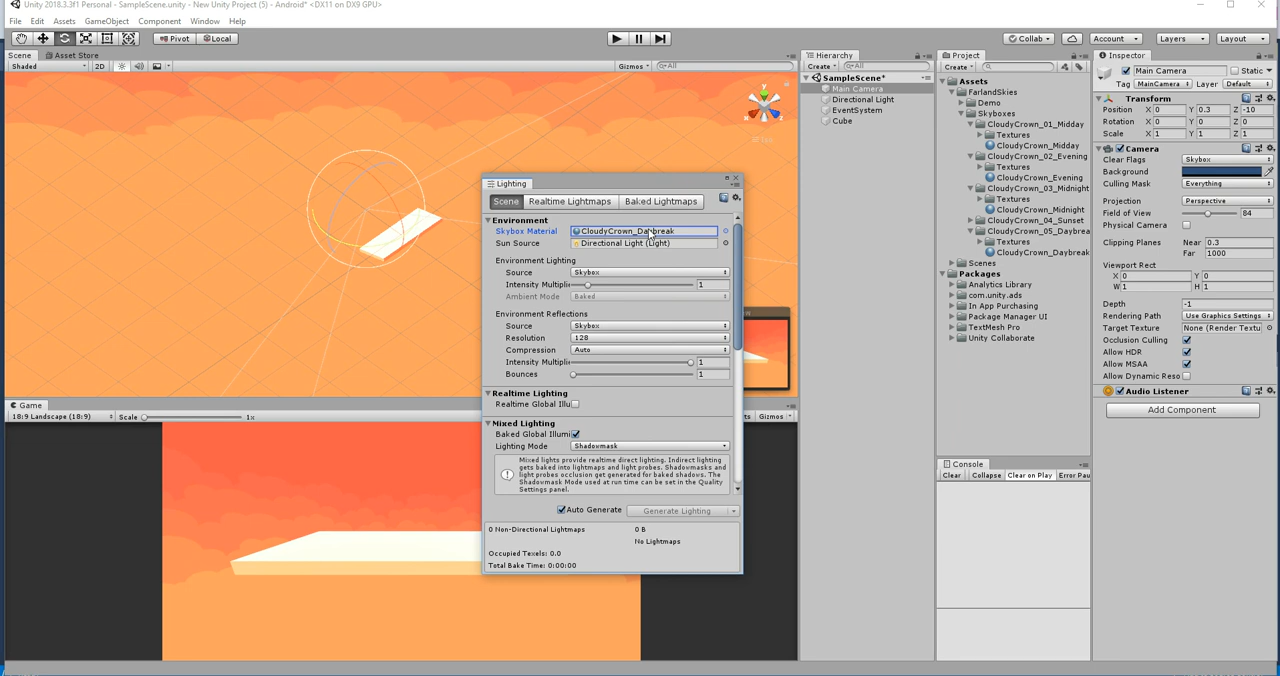 Unity 2018.3.3f1 Personal - SampleScene.unity - New Unity Project (5) - Android* <DX11 on DX9 GPU>
File Edit Assets GameObject Component Window Help
Pivot Local Collab Account Layers Layout
Scene Asset Store
Shaded 2D Gizmos All
Lighting
Scene Realtime Lightmaps Baked Lightmaps
Environment
Skybox Material CloudyCrown_Daybreak
Sun Source Directional Light (Light)
Environment Lighting
Source Skybox
Intensity Multipli 1
Ambient Mode Baked
Environment Reflections
Source Skybox
Resolution 128
Compression Auto
Intensity Multipli 1
Bounces 1
Realtime Lighting
Realtime Global Illu
Mixed Lighting
Baked Global Illumi
Lighting Mode Shadowmask
Mixed lights provide realtime direct lighting. Indirect lighting
gets baked into lightmaps and light probes. Shadowmasks and
light probes occlusion get generated for baked shadows. The
Shadowmask Mode used at run time can be set in the Quality
Settings panel.
Auto Generate Generate Lighting
0 Non-Directional Lightmaps 0 B
No Lightmaps
Occupied Texels: 0.0
Total Bake Time: 0:00:00
Game
18:9 Landscape (18:9) Scale 1x Gizmos
Hierarchy
Create All
SampleScene*
Main Camera
Directional Light
EventSystem
Cube
Project
Create
Assets
FarlandSkies
Demo
Skyboxes
CloudyCrown_01_Midday
Textures
CloudyCrown_Midday
CloudyCrown_02_Evening
Textures
CloudyCrown_Evening
CloudyCrown_03_Midnight
Textures
CloudyCrown_Midnight
CloudyCrown_04_Sunset
CloudyCrown_05_Daybrea
Textures
CloudyCrown_Daybreak
Scenes
Packages
Analytics Library
com.unity.ads
In App Purchasing
Package Manager UI
TextMesh Pro
Unity Collaborate
Console
Clear Collapse Clear on Play Error Pau
Inspector
Main Camera Static
Tag MainCamera Layer Default
Transform
Position X 0 Y 0.3 Z -10
Rotation X 0 Y 0 Z 0
Scale X 1 Y 1 Z 1
Camera
Clear Flags Skybox
Background
Culling Mask Everything
Projection Perspective
Field of View 84
Physical Camera
Clipping Planes Near 0.3
Far 1000
Viewport Rect
X 0 Y 0
W 1 H 1
Depth -1
Rendering Path Use Graphics Settings
Target Texture None (Render Textu
Occlusion Culling
Allow HDR
Allow MSAA
Allow Dynamic Reso
Audio Listener
Add Component